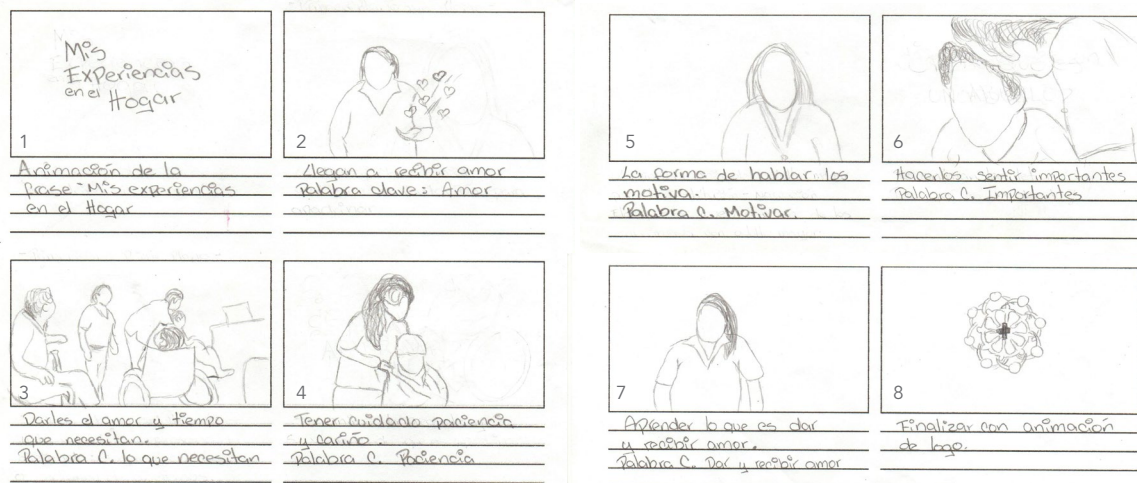 Mis
Experiencias
en el Hogar
1
Animación de la
frase "Mis experiencias
en el Hogar
2
Llegan a recibir amor
Palabra clave: Amor
3
Darles el amor y tiempo
que necesitan.
Palabra C. lo que necesitan
4
Tener cuidado paciencia
y cariño.
Palabra C. Paciencia
5
La forma de hablar los
motiva.
Palabra C. Motivar.
6
Hacerlos sentir importantes
Palabra C. Importantes
7
Aprender lo que es dar
y recibir amor.
Palabra C. Dar y recibir amor
8
Finalizar con animación
de logo.